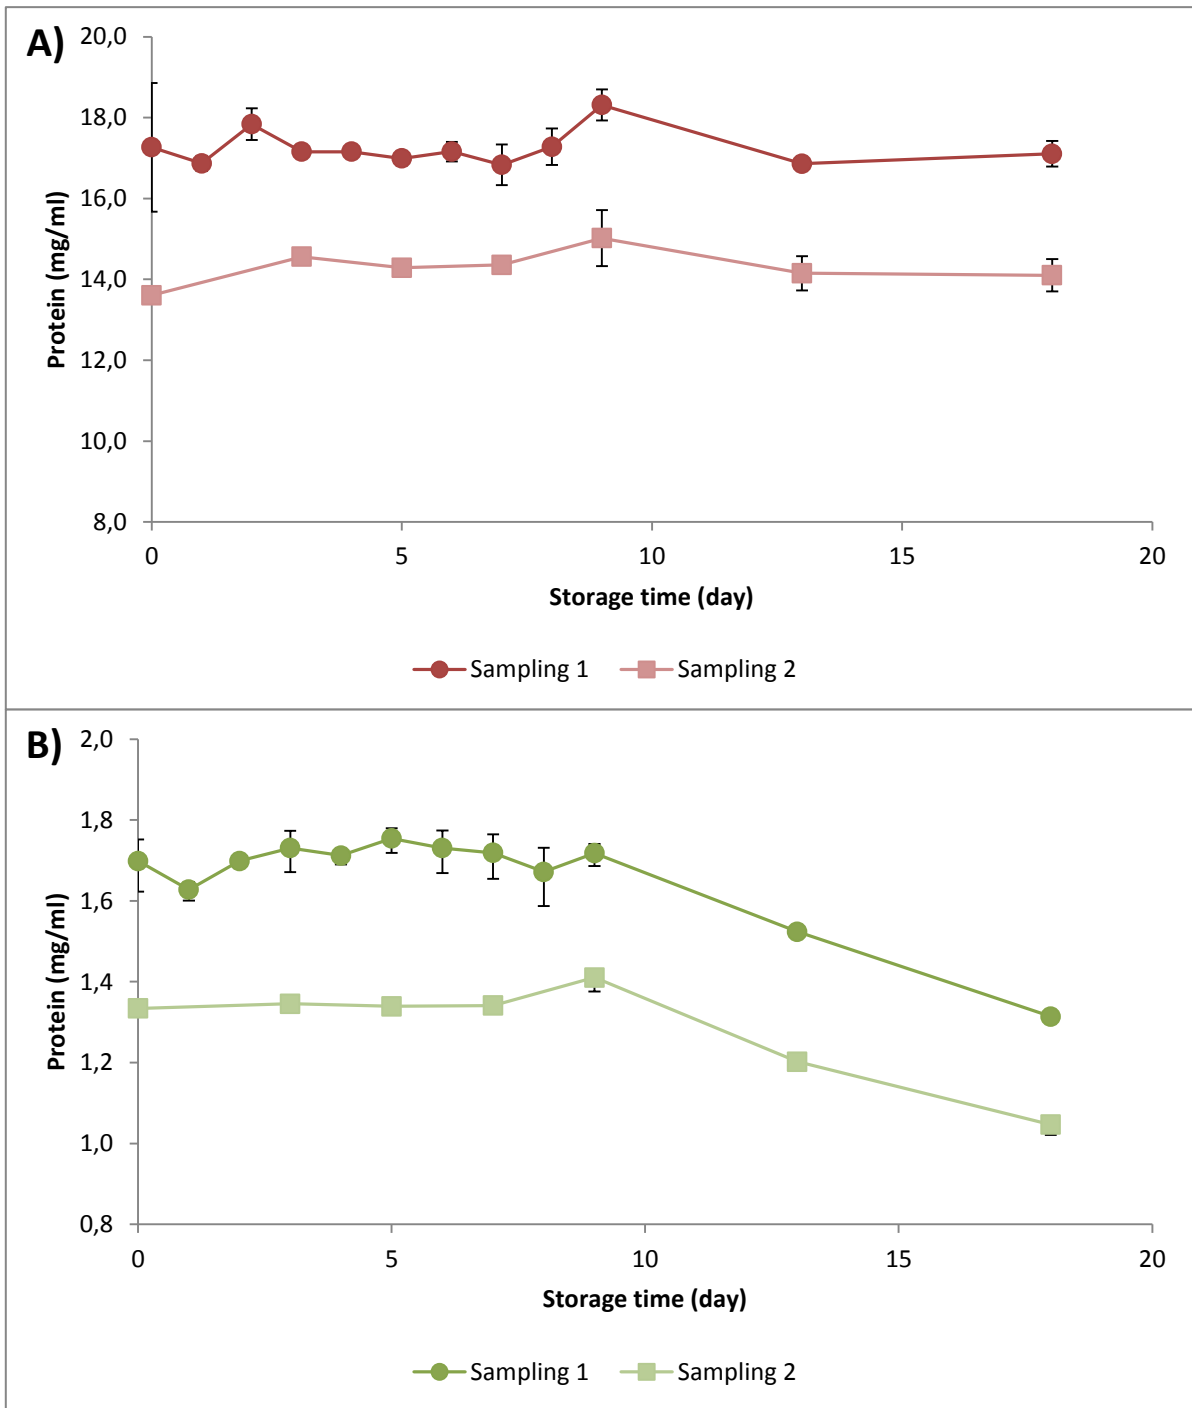 A)
20,0
18,0
16,0
14,0
12,0
10,0
8,0
Protein (mg/ml)
0 5 10 15 20
Storage time (day)
Sampling 1 Sampling 2
B)
2,0
1,8
1,6
1,4
1,2
1,0
0,8
Protein (mg/ml)
0 5 10 15 20
Storage time (day)
Sampling 1 Sampling 2